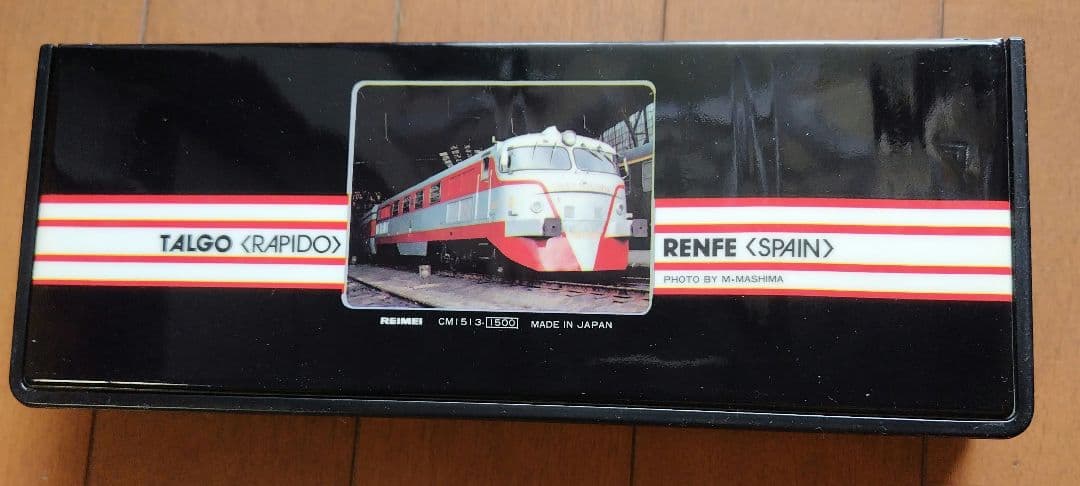 TALGO <RAPIDO>
RENFE <SPAIN>
PHOTO BY M•MASHIMA
REIMEI CM1513-1500 MADE IN JAPAN